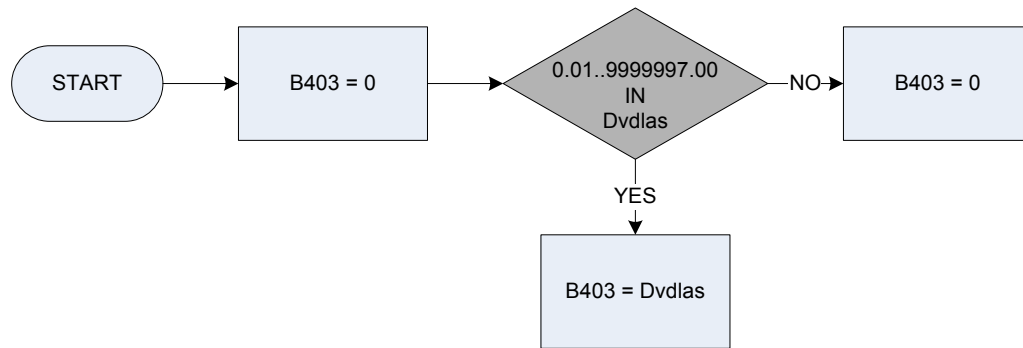 START
B403 = 0
0.01..9999997.00
IN
Dvdlas
NO
B403 = 0
YES
B403 = Dvdlas